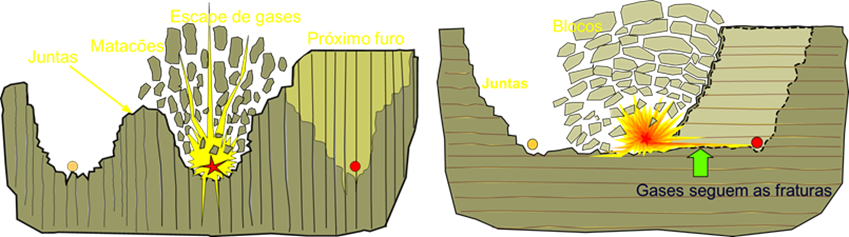 Escape de gases
Matacões
Juntas
Próximo furo
Blocos
Juntas
Gases seguem as fraturas